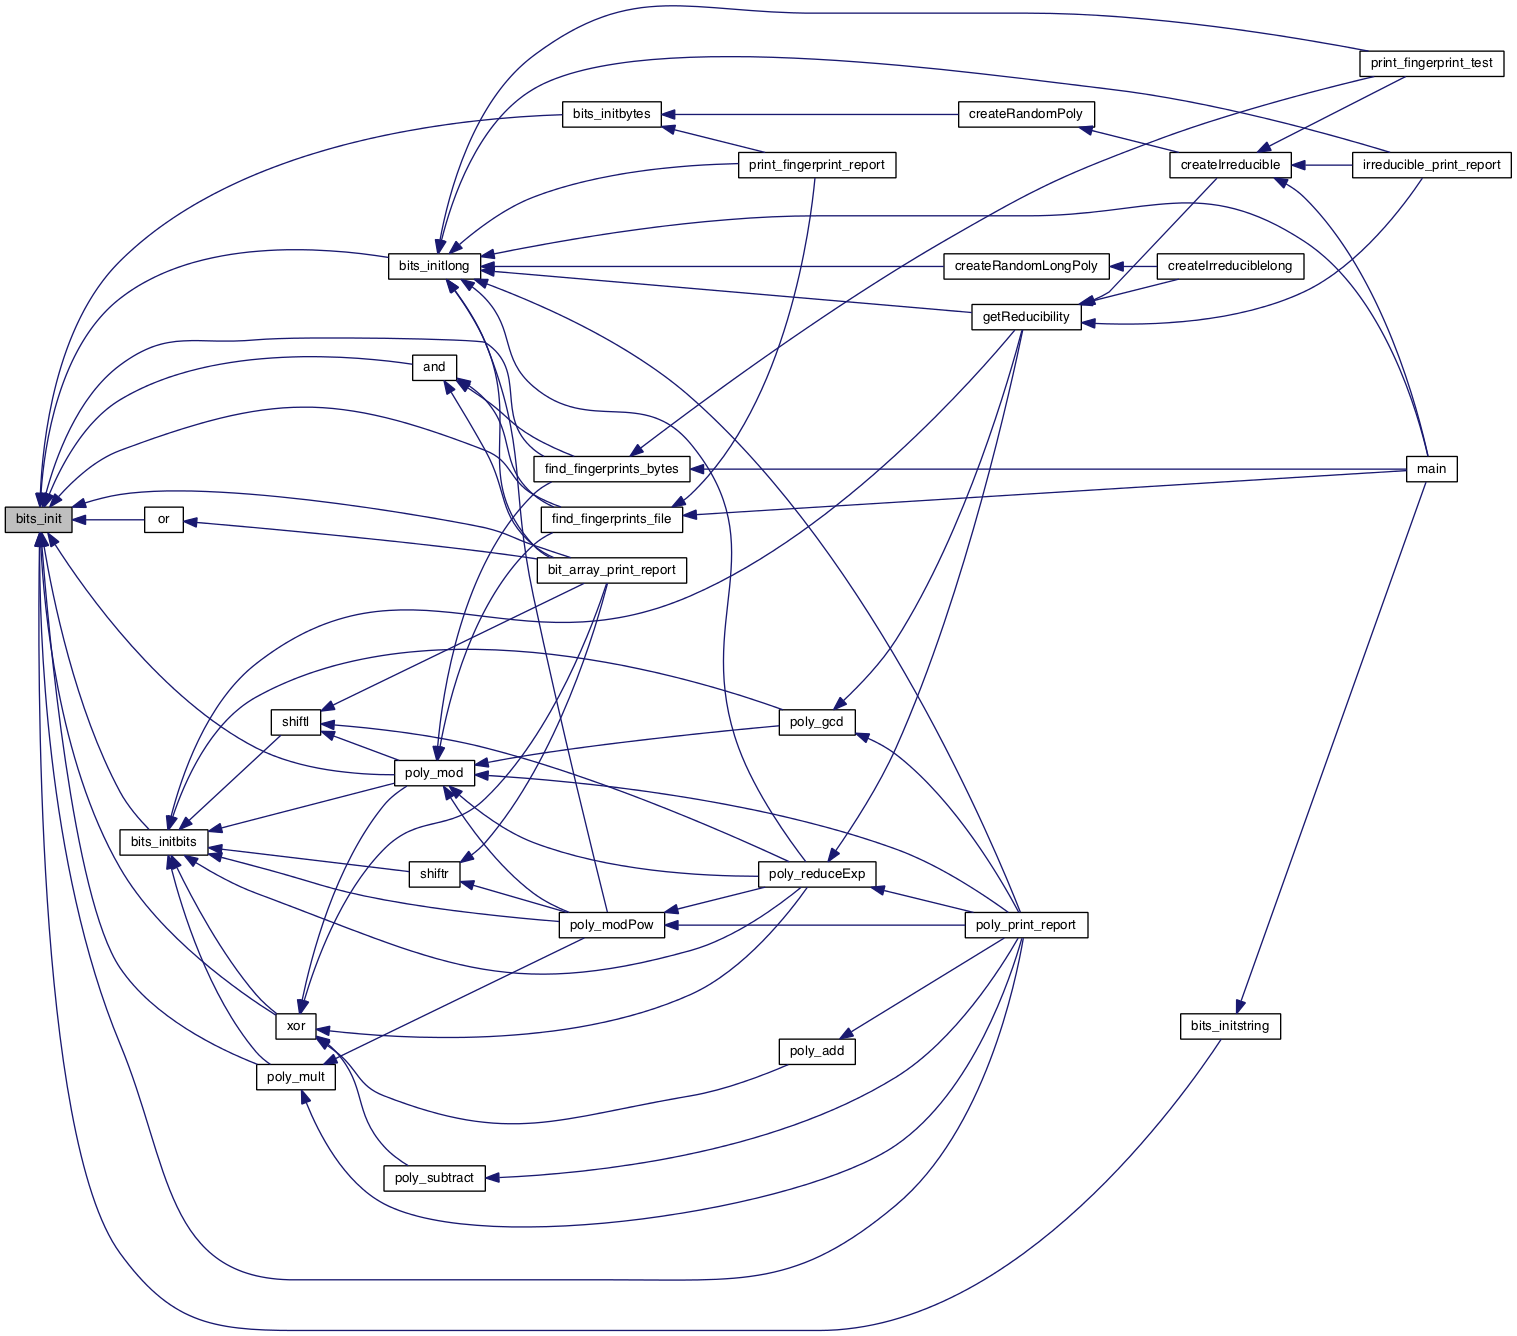 print_fingerprint_test
bits_initbytes
createRandomPoly
print_fingerprint_report
createIrreducible
irreducible_print_report
bits_initlong
createRandomLongPoly
createIrreduciblelong
getReducibility
and
find_fingerprints_bytes
main
bits_init
or
find_fingerprints_file
bit_array_print_report
shiftl
poly_gcd
poly_mod
bits_initbits
shiftr
poly_reduceExp
poly_modPow
poly_print_report
xor
bits_initstring
poly_add
poly_mult
poly_subtract